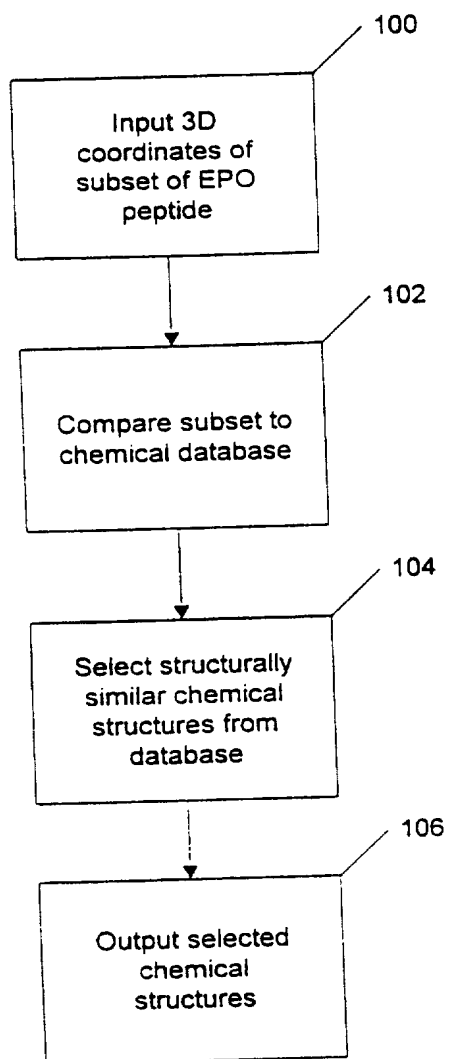 100
Input 3D
coordinates of
subset of EPO
peptide
102
Compare subset to
chemical database
104
Select structurally
similar chemical
structures from
database
106
Output selected
chemical
structures